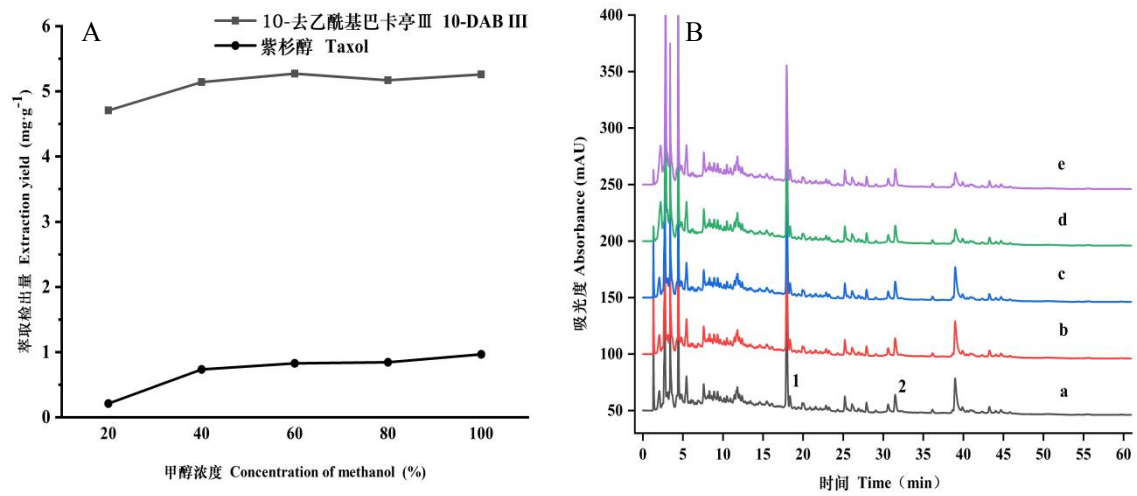 A
10-去乙酰基巴卡亭Ⅲ 10-DAB III
紫杉醇 Taxol
6
5
4
3
2
1
0
萃取检出量 Extraction yield (mg·g⁻¹)
20 40 60 80 100
甲醇浓度 Concentration of methanol (%)
B
400
350
300
250
200
150
100
50
吸光度 Absorbance (mAU)
e
d
c
b
a
1
2
0 5 10 15 20 25 30 35 40 45 50 55 60
时间 Time（min）